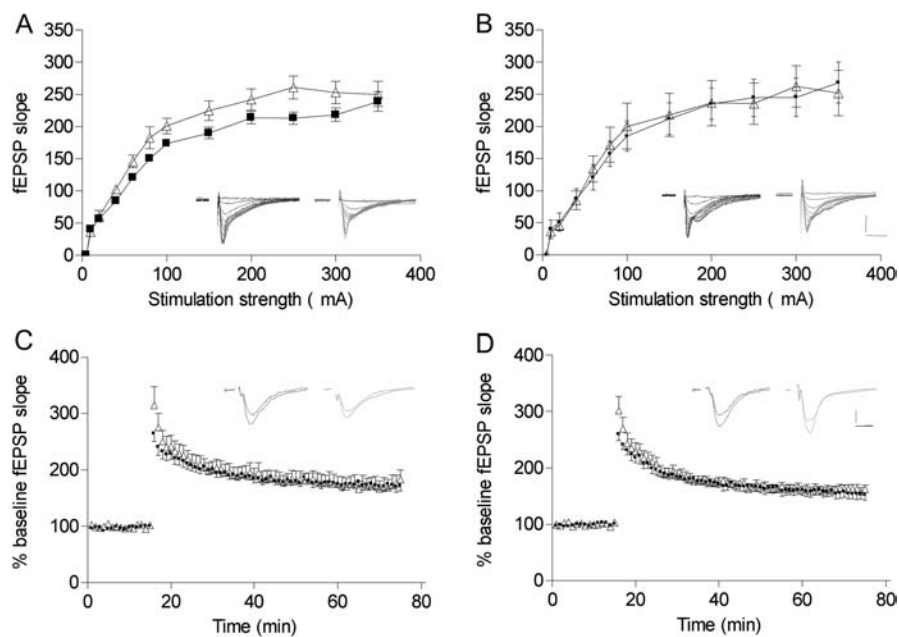 A
fEPSP slope
350
300
250
200
150
100
50
0
0 100 200 300 400
Stimulation strength ( mA)
B
fEPSP slope
350
300
250
200
150
100
50
0
0 100 200 300 400
Stimulation strength ( mA)
C
% baseline fEPSP slope
400
300
200
100
0
0 20 40 60 80
Time (min)
D
% baseline fEPSP slope
400
300
200
100
0
0 20 40 60 80
Time (min)